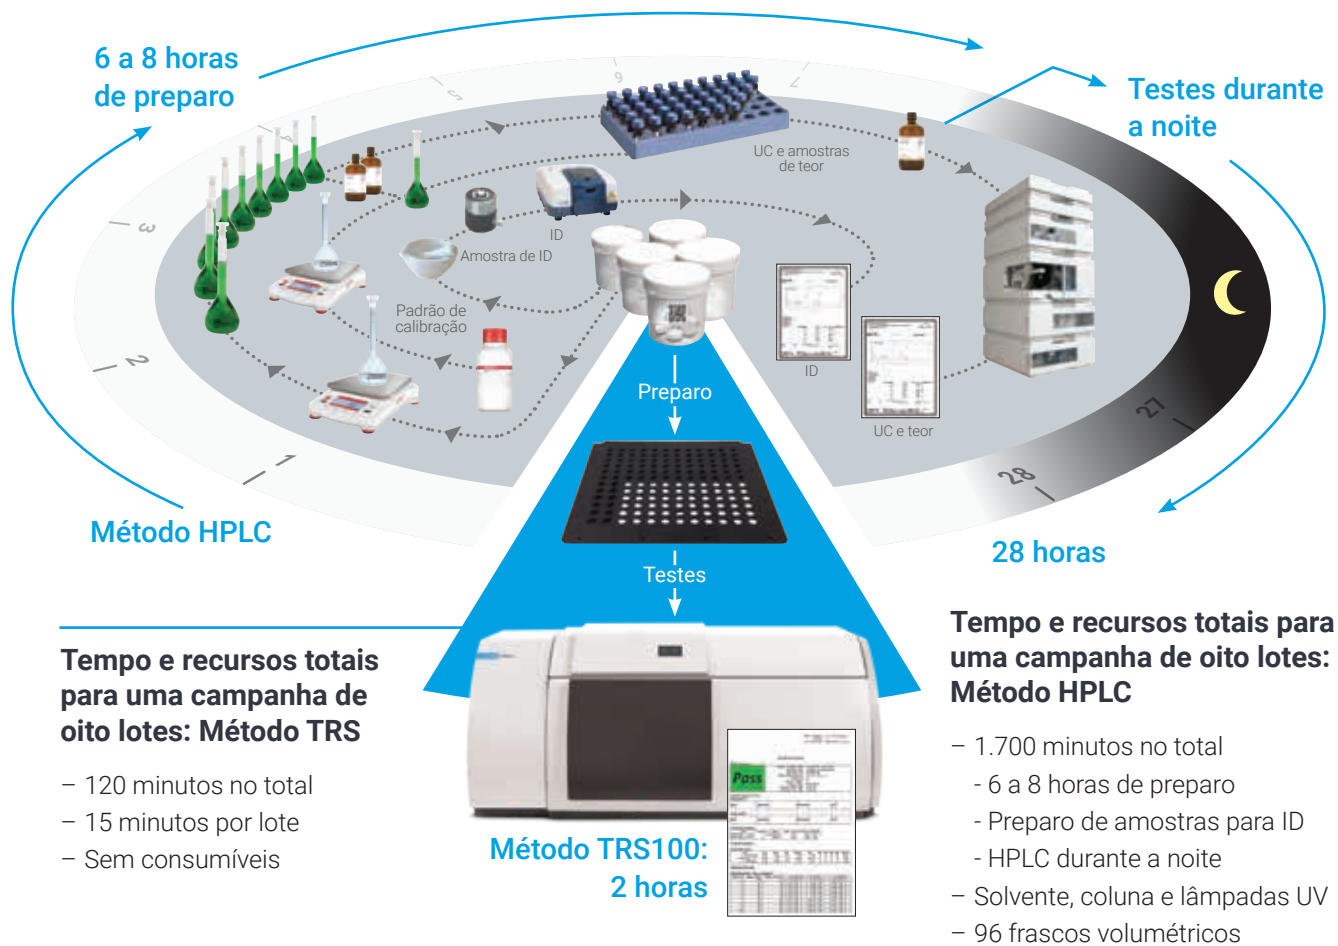 6 a 8 horas
de preparo
Testes durante
a noite
1
2
3
4
5
6
7
27
28
UC e amostras
de teor
ID
Amostra de ID
Padrão de
calibração
ID
UC e teor
Preparo
Testes
Método HPLC
28 horas
Tempo e recursos totais
para uma campanha de
oito lotes: Método TRS
– 120 minutos no total
– 15 minutos por lote
– Sem consumíveis
Pass
Método TRS100:
2 horas
Tempo e recursos totais para
uma campanha de oito lotes:
Método HPLC
– 1.700 minutos no total
- 6 a 8 horas de preparo
- Preparo de amostras para ID
- HPLC durante a noite
– Solvente, coluna e lâmpadas UV
– 96 frascos volumétricos